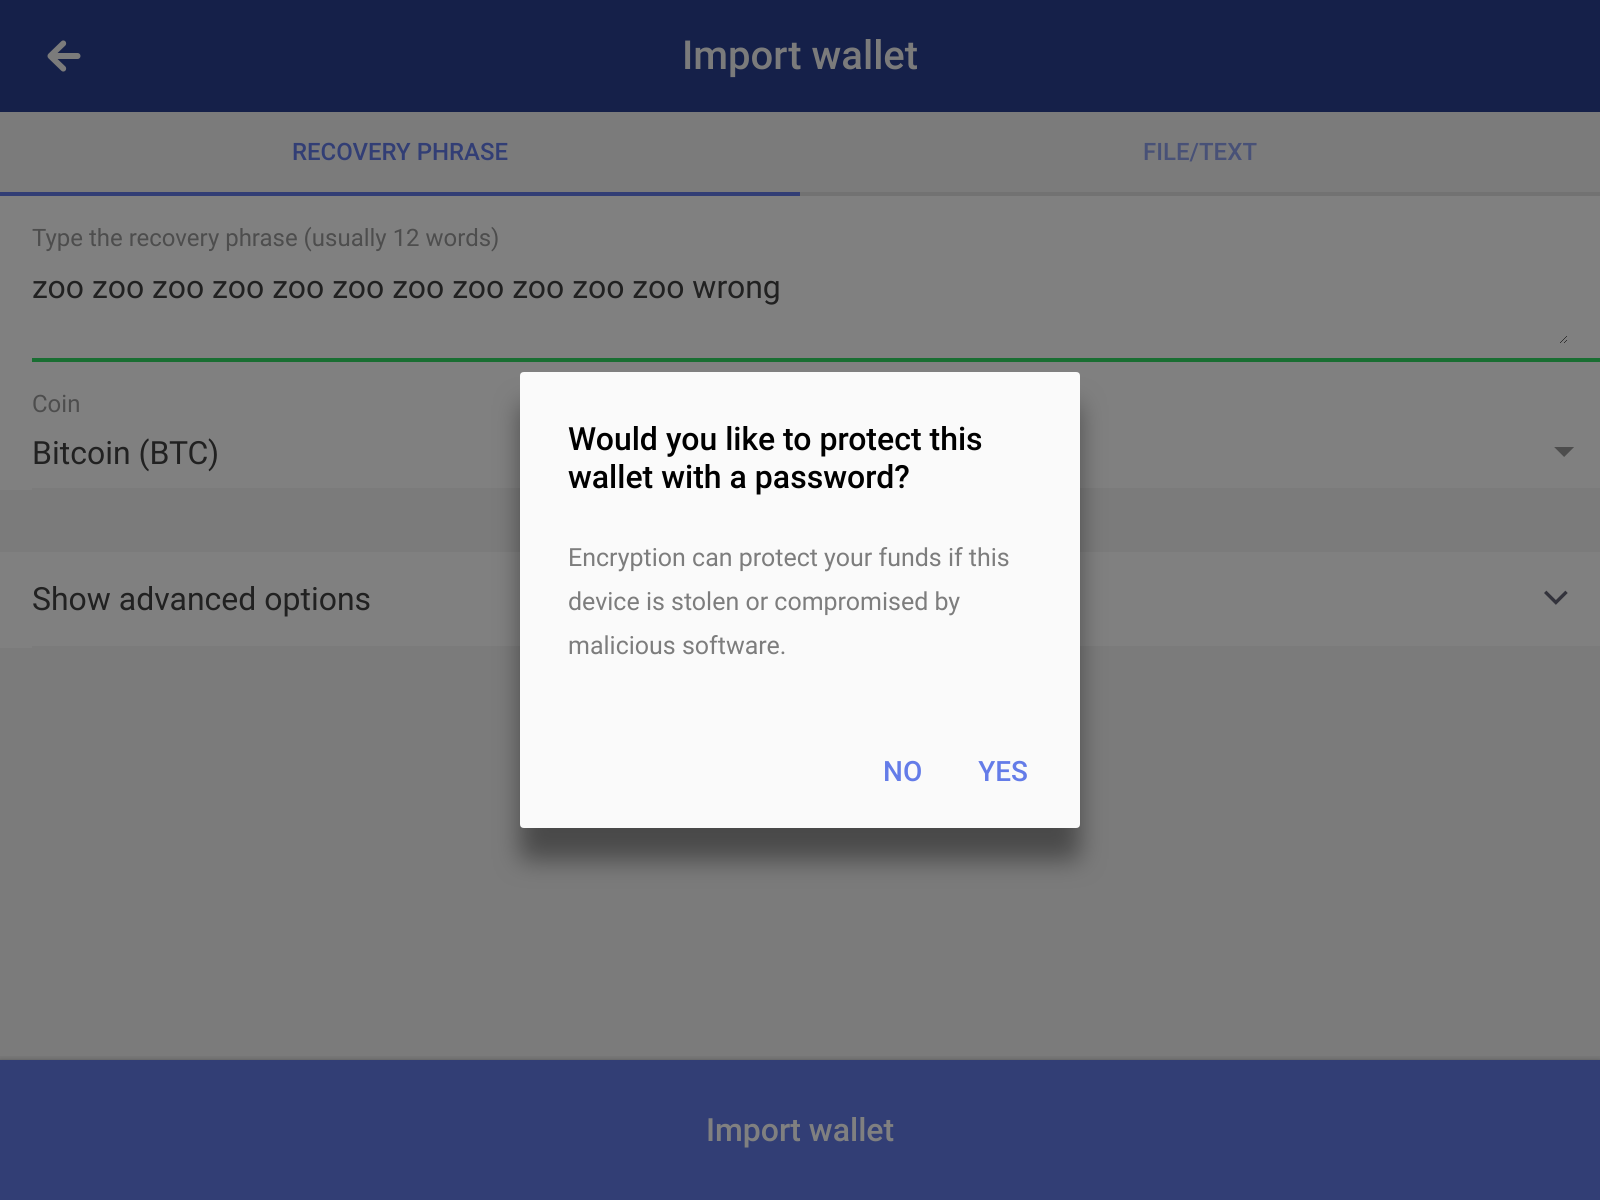 Import wallet
RECOVERY PHRASE
FILE/TEXT
Type the recovery phrase (usually 12 words)
zoo zoo zoo zoo zoo zoo zoo zoo zoo zoo zoo wrong
Coin
Bitcoin (BTC)
Show advanced options
Would you like to protect this
wallet with a password?
Encryption can protect your funds if this
device is stolen or compromised by
malicious software.
NO
YES
Import wallet